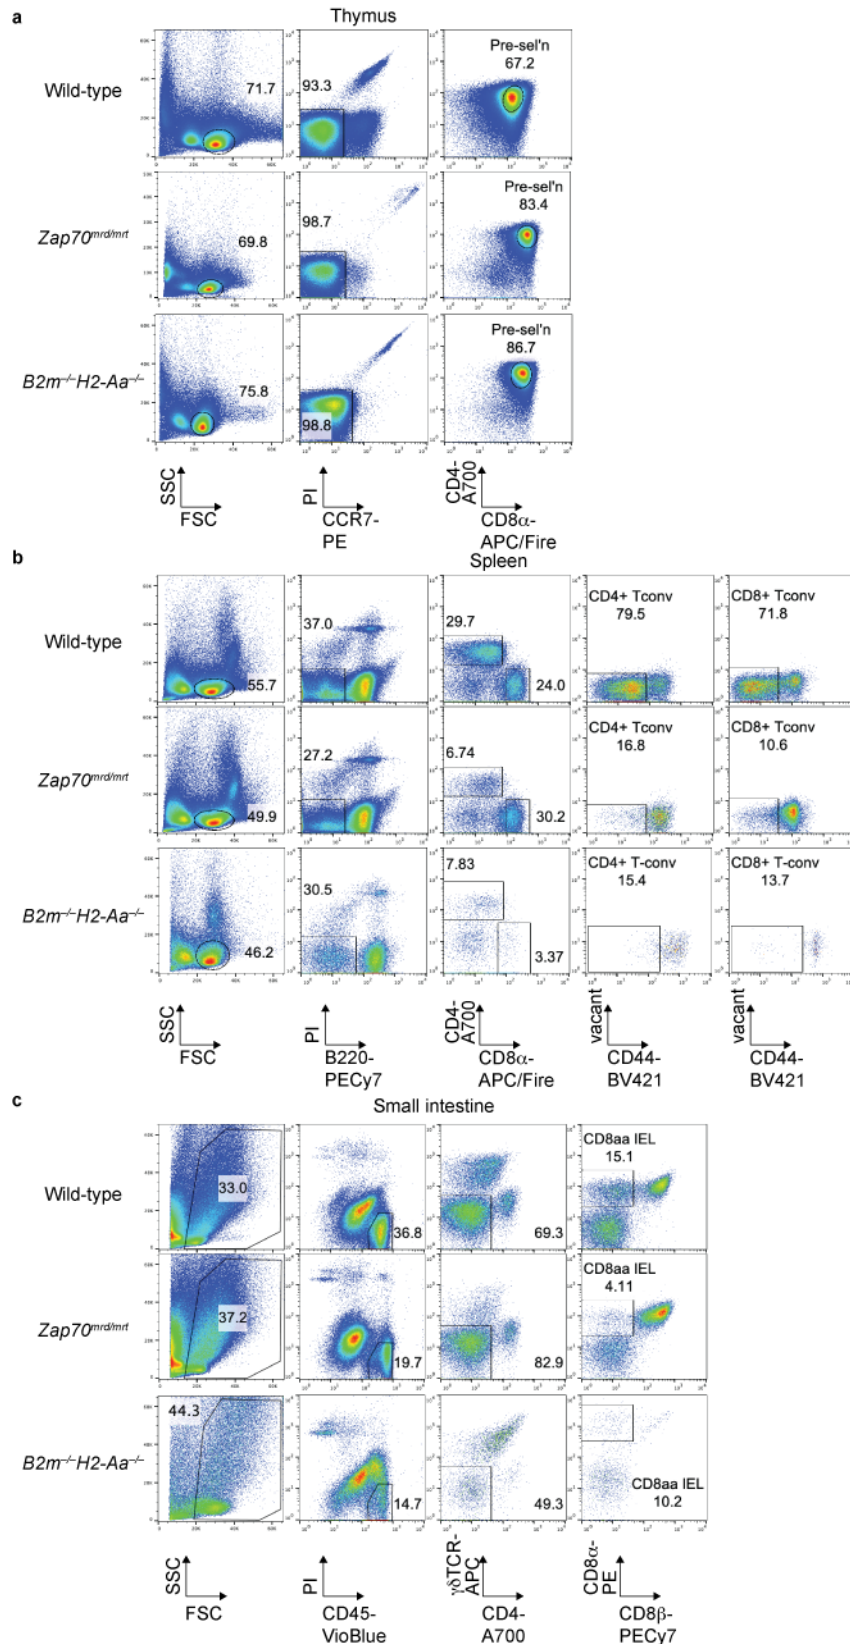 a
Thymus
Wild-type
71.7
93.3
Pre-sel'n
67.2
Zap70mrd/mrt
69.8
98.7
Pre-sel'n
83.4
B2m–/–H2-Aa–/–
75.8
98.8
Pre-sel'n
86.7
SSC
FSC
PI
CCR7-
PE
CD4-
A700
CD8α-
APC/Fire
b
Spleen
Wild-type
55.7
37.0
29.7
24.0
CD4+ Tconv
79.5
CD8+ Tconv
71.8
Zap70mrd/mrt
49.9
27.2
6.74
30.2
CD4+ Tconv
16.8
CD8+ Tconv
10.6
B2m–/–H2-Aa–/–
46.2
30.5
7.83
3.37
CD4+ T-conv
15.4
CD8+ T-conv
13.7
SSC
FSC
PI
B220-
PECy7
CD4-
A700
CD8α-
APC/Fire
vacant
CD44-
BV421
vacant
CD44-
BV421
c
Small intestine
Wild-type
33.0
36.8
69.3
CD8aa IEL
15.1
Zap70mrd/mrt
37.2
19.7
82.9
CD8aa IEL
4.11
B2m–/–H2-Aa–/–
44.3
14.7
49.3
CD8aa IEL
10.2
SSC
FSC
PI
CD45-
VioBlue
γδTCR-
APC
CD4-
A700
CD8α-
PE
CD8β-
PECy7